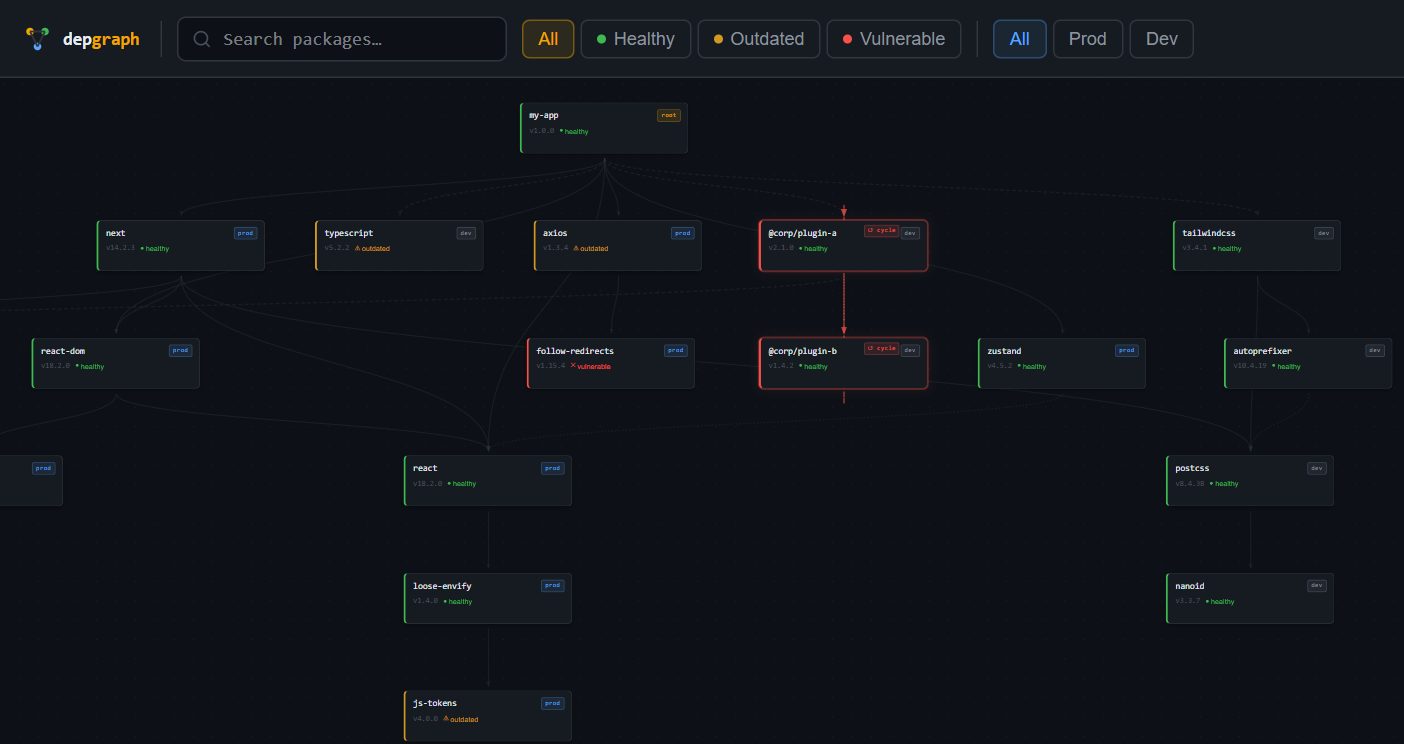 depgraph
Search packages…
All
Healthy
Outdated
Vulnerable
All
Prod
Dev
my-app
root
v1.0.0 healthy
next
prod
v14.2.3 healthy
typescript
dev
v5.2.2 ⚠ outdated
axios
prod
v1.3.4 ⚠ outdated
@corp/plugin-a
↺ cycle
dev
v2.1.0 healthy
tailwindcss
dev
v3.4.1 healthy
react-dom
prod
v18.2.0 healthy
follow-redirects
prod
v1.15.4 ✕ vulnerable
@corp/plugin-b
↺ cycle
dev
v1.4.2 healthy
zustand
prod
v4.5.2 healthy
autoprefixer
dev
v10.4.19 healthy
prod
react
prod
v18.2.0 healthy
postcss
dev
v8.4.38 healthy
loose-envify
prod
v1.4.0 healthy
nanoid
dev
v3.3.7 healthy
js-tokens
prod
v4.0.0 ⚠ outdated